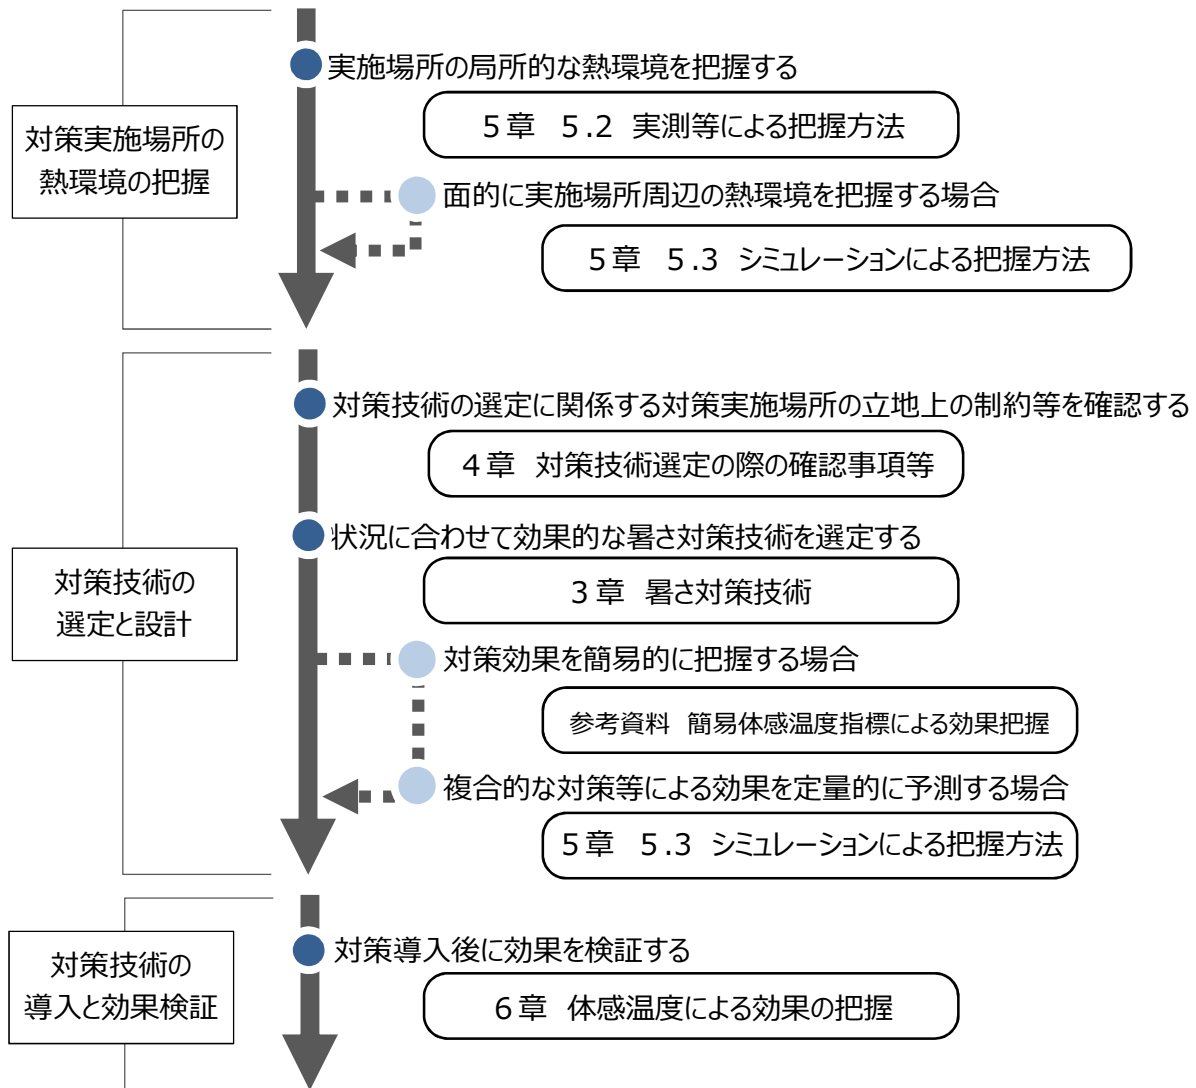 実施場所の局所的な熱環境を把握する
5章 5.2 実測等による把握方法
対策実施場所の
熱環境の把握
面的に実施場所周辺の熱環境を把握する場合
5章 5.3 シミュレーションによる把握方法
対策技術の選定に関係する対策実施場所の立地上の制約等を確認する
4章 対策技術選定の際の確認事項等
状況に合わせて効果的な暑さ対策技術を選定する
3章 暑さ対策技術
対策技術の
選定と設計
対策効果を簡易的に把握する場合
参考資料 簡易体感温度指標による効果把握
複合的な対策等による効果を定量的に予測する場合
5章 5.3 シミュレーションによる把握方法
対策技術の
導入と効果検証
対策導入後に効果を検証する
6章 体感温度による効果の把握